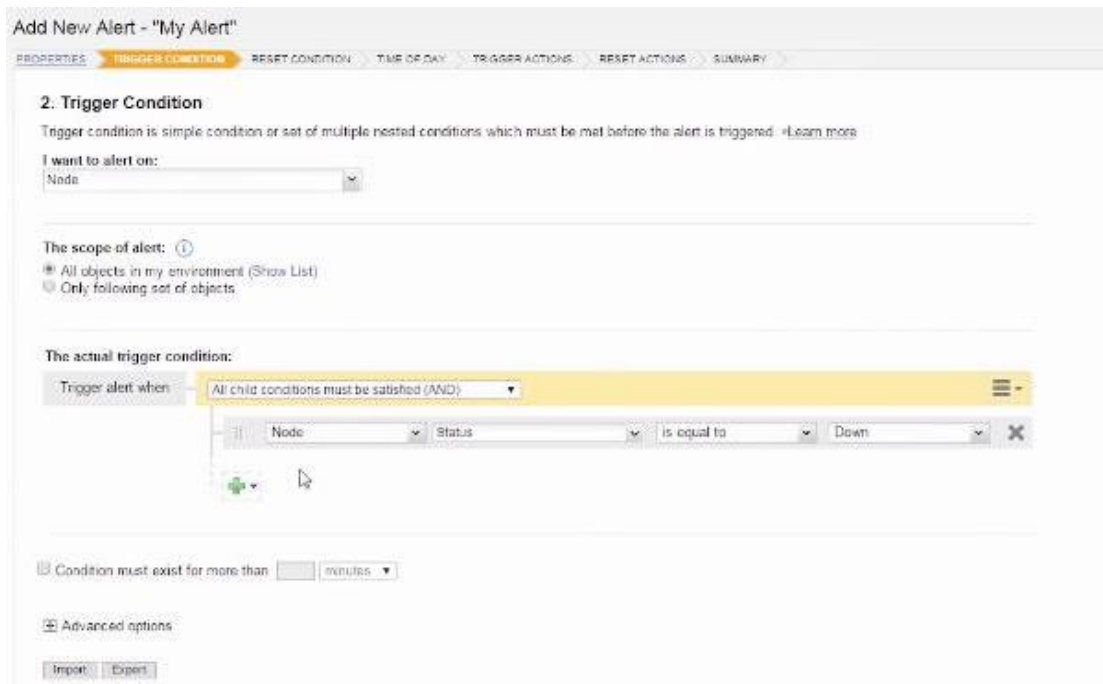 Add New Alert - "My Alert"
PROPERTIES TRIGGER CONDITION RESET CONDITION TIME OF DAY TRIGGER ACTIONS RESET ACTIONS SUMMARY
2. Trigger Condition
Trigger condition is simple condition or set of multiple nested conditions which must be met before the alert is triggered. »Learn more
I want to alert on:
Node
The scope of alert: i
All objects in my environment (Show List)
Only following set of objects
The actual trigger condition:
Trigger alert when All child conditions must be satisfied (AND)
Node Status is equal to Down
Condition must exist for more than minutes
Advanced options
Import Export